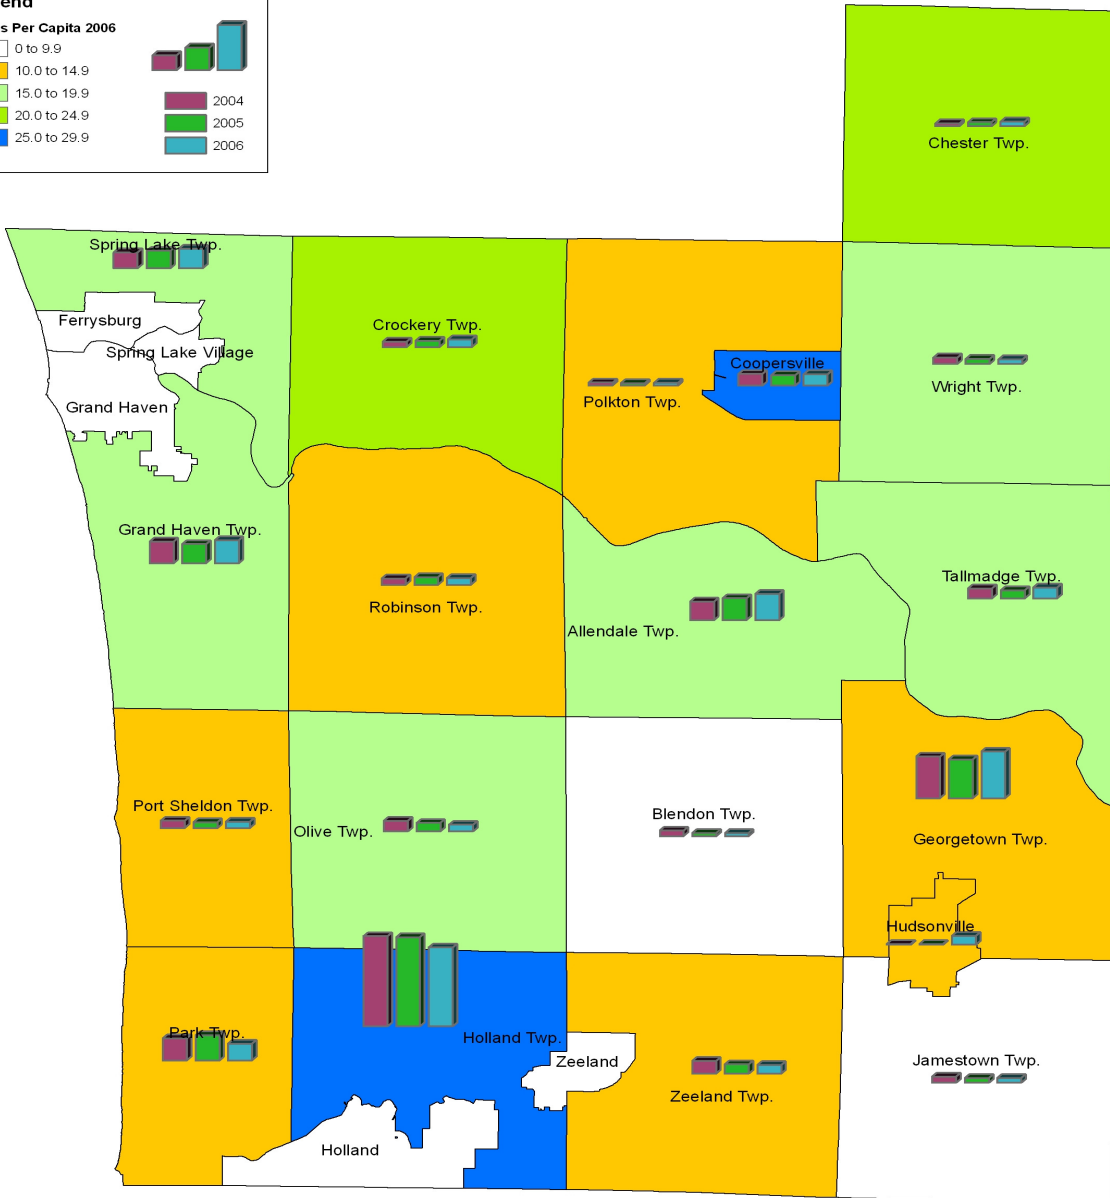 end
s Per Capita 2006
0 to 9.9
10.0 to 14.9
15.0 to 19.9
20.0 to 24.9
25.0 to 29.9
2004
2005
2006
Chester Twp.
Spring Lake Twp.
Ferrysburg
Spring Lake Village
Grand Haven
Crockery Twp.
Coopersville
Polkton Twp.
Wright Twp.
Grand Haven Twp.
Robinson Twp.
Allendale Twp.
Tallmadge Twp.
Port Sheldon Twp.
Olive Twp.
Blendon Twp.
Georgetown Twp.
Hudsonville
Park Twp.
Holland Twp.
Zeeland
Zeeland Twp.
Jamestown Twp.
Holland